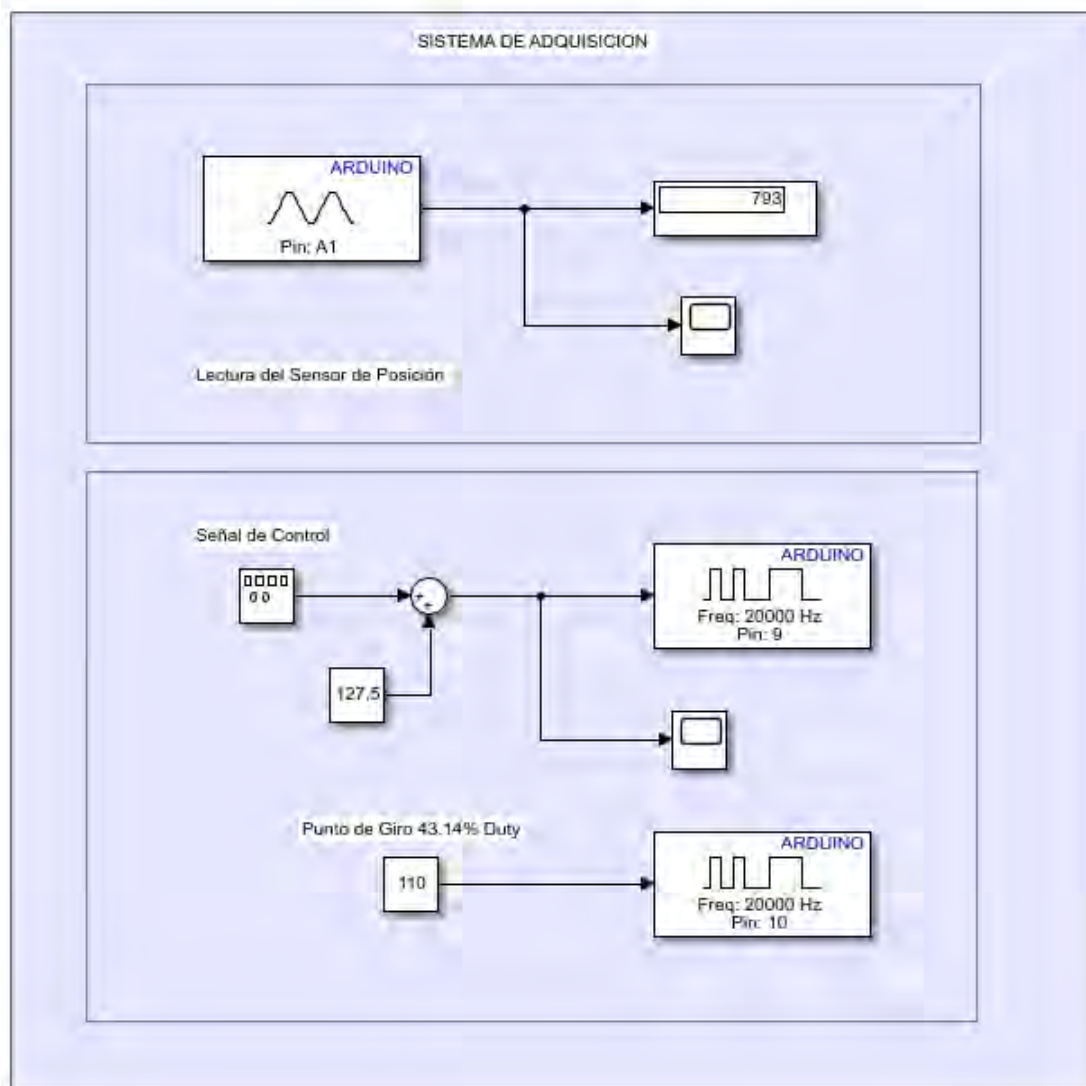 SISTEMA DE ADQUISICION
ARDUINO
Pin: A1
793
Lectura del Sensor de Posición
Señal de Control
ARDUINO
Freq: 20000 Hz
Pin: 9
127.5
Punto de Giro 43.14% Duty
110
ARDUINO
Freq: 20000 Hz
Pin: 10